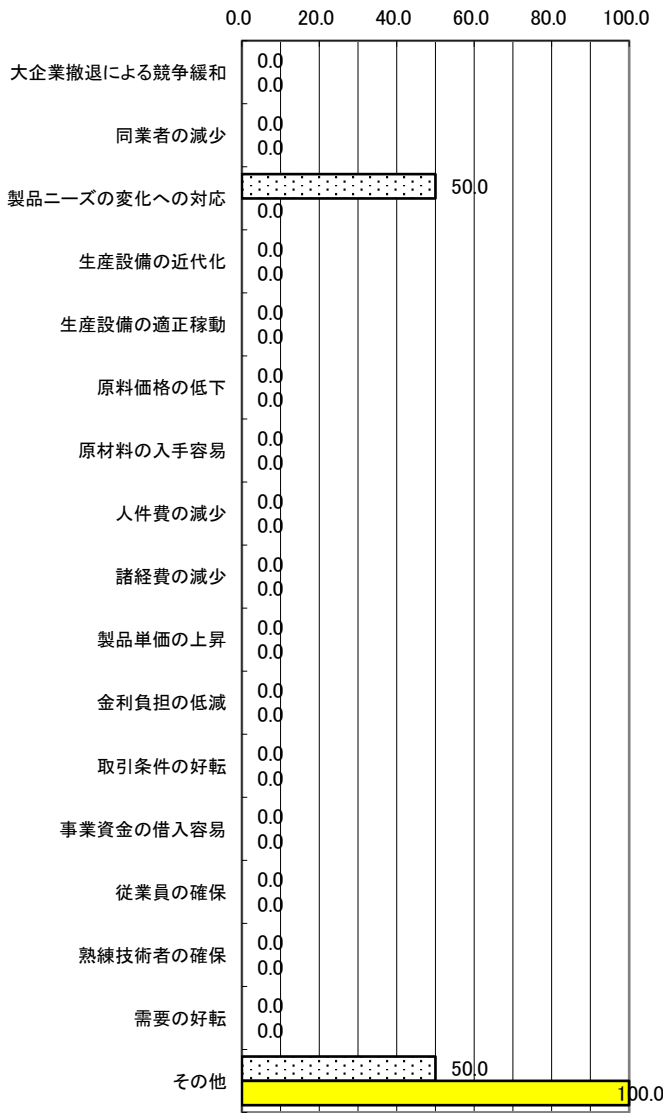 0.0 20.0 40.0 60.0 80.0 100.0
大企業撤退による競争緩和
0.0
0.0
同業者の減少
0.0
0.0
製品ニーズの変化への対応
50.0
0.0
生産設備の近代化
0.0
0.0
生産設備の適正稼動
0.0
0.0
原料価格の低下
0.0
0.0
原材料の入手容易
0.0
0.0
人件費の減少
0.0
0.0
諸経費の減少
0.0
0.0
製品単価の上昇
0.0
0.0
金利負担の低減
0.0
0.0
取引条件の好転
0.0
0.0
事業資金の借入容易
0.0
0.0
従業員の確保
0.0
0.0
熟練技術者の確保
0.0
0.0
需要の好転
0.0
0.0
その他
50.0
100.0